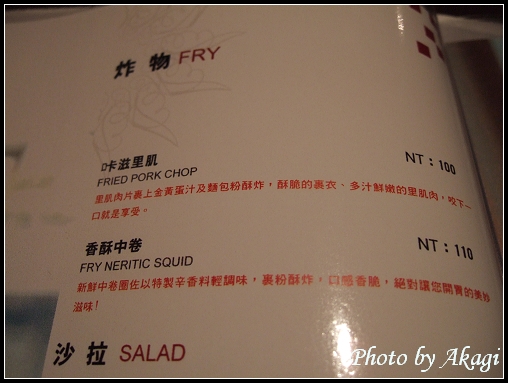 炸物 FRY
卡滋里肌
NT：100
FRIED PORK CHOP
里肌肉片裹上金黃蛋汁及麵包粉酥炸，酥脆的裹衣、多汁鮮嫩的里肌肉，咬下一
口就是享受。
香酥中卷
NT：110
FRY NERITIC SQUID
新鮮中卷圈佐以特製辛香料輕調味，裹粉酥炸，口感香脆，絕對讓您開胃的美妙
滋味!
沙拉 SALAD
Photo by Akagi